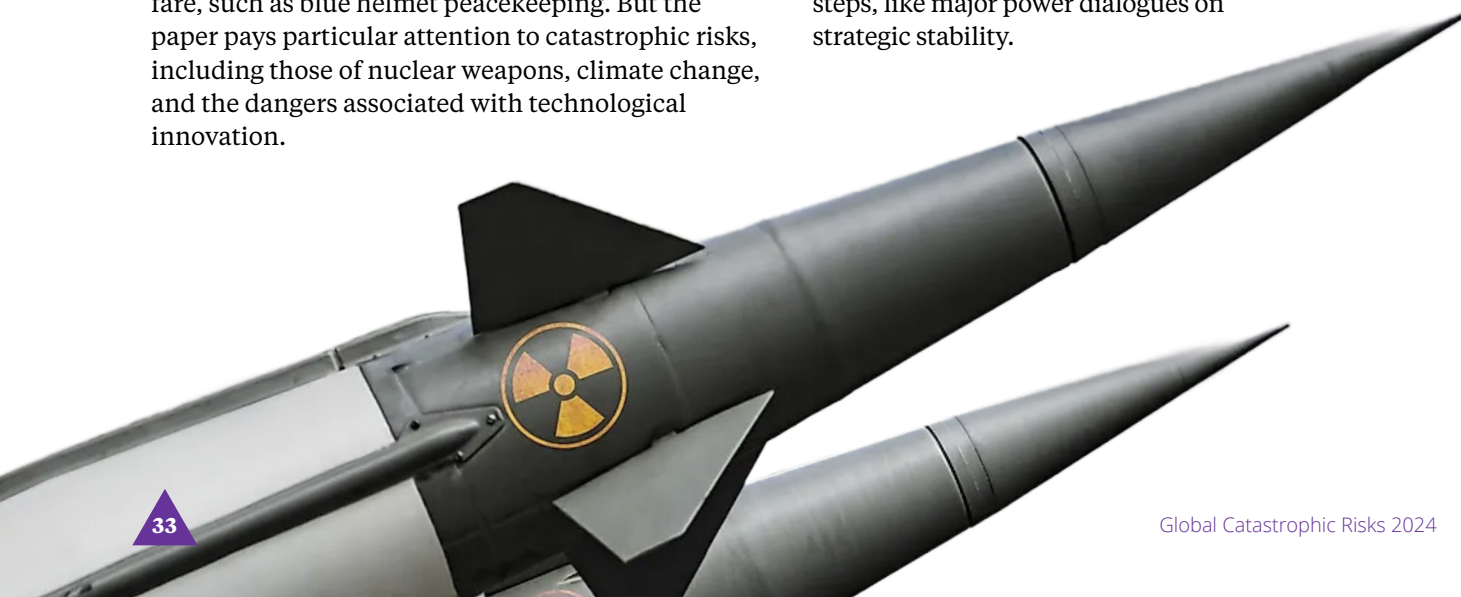 fare, such as blue helmet peacekeeping. But the
paper pays particular attention to catastrophic risks,
including those of nuclear weapons, climate change,
and the dangers associated with technological
innovation.
steps, like major power dialogues on
strategic stability.
33
Global Catastrophic Risks 2024